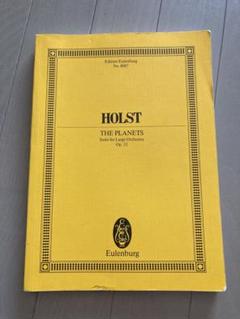 Edition Eulenburg
No. 8007
HOLST
THE PLANETS
Suite for Large Orchestra
Op. 32
Eulenburg